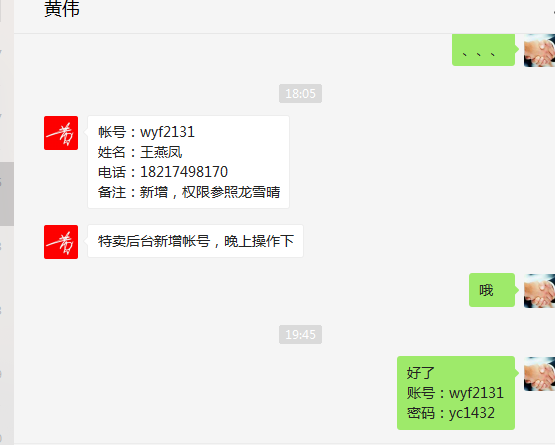 黄伟
、、、
18:05
帐号：wyf2131
姓名：王燕凤
电话：18217498170
备注：新增，权限参照龙雪晴
特卖后台新增帐号，晚上操作下
哦
19:45
好了
账号：wyf2131
密码：yc1432